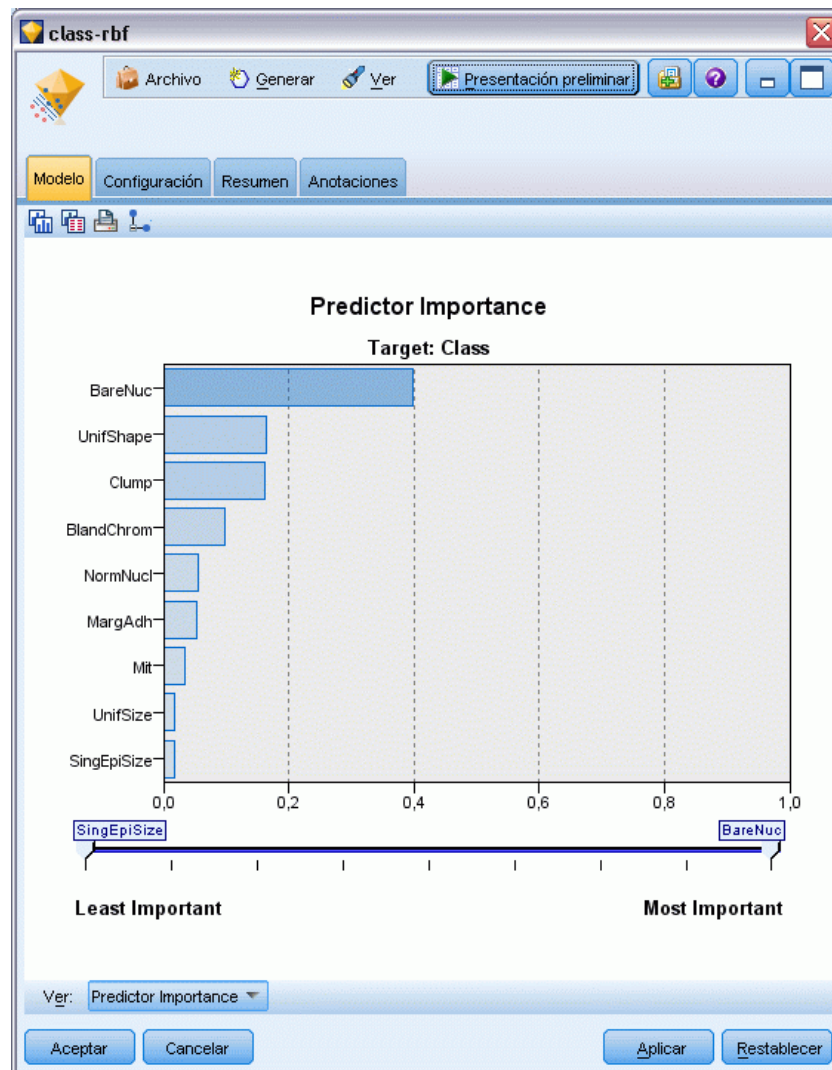 class-rbf
Archivo Generar Ver Presentación preliminar
Modelo Configuración Resumen Anotaciones
Predictor Importance
Target: Class
BareNuc
UnifShape
Clump
BlandChrom
NormNucl
MargAdh
Mit
UnifSize
SingEpiSize
0,0 0,2 0,4 0,6 0,8 1,0
SingEpiSize BareNuc
Least Important Most Important
Ver: Predictor Importance
Aceptar Cancelar Aplicar Restablecer